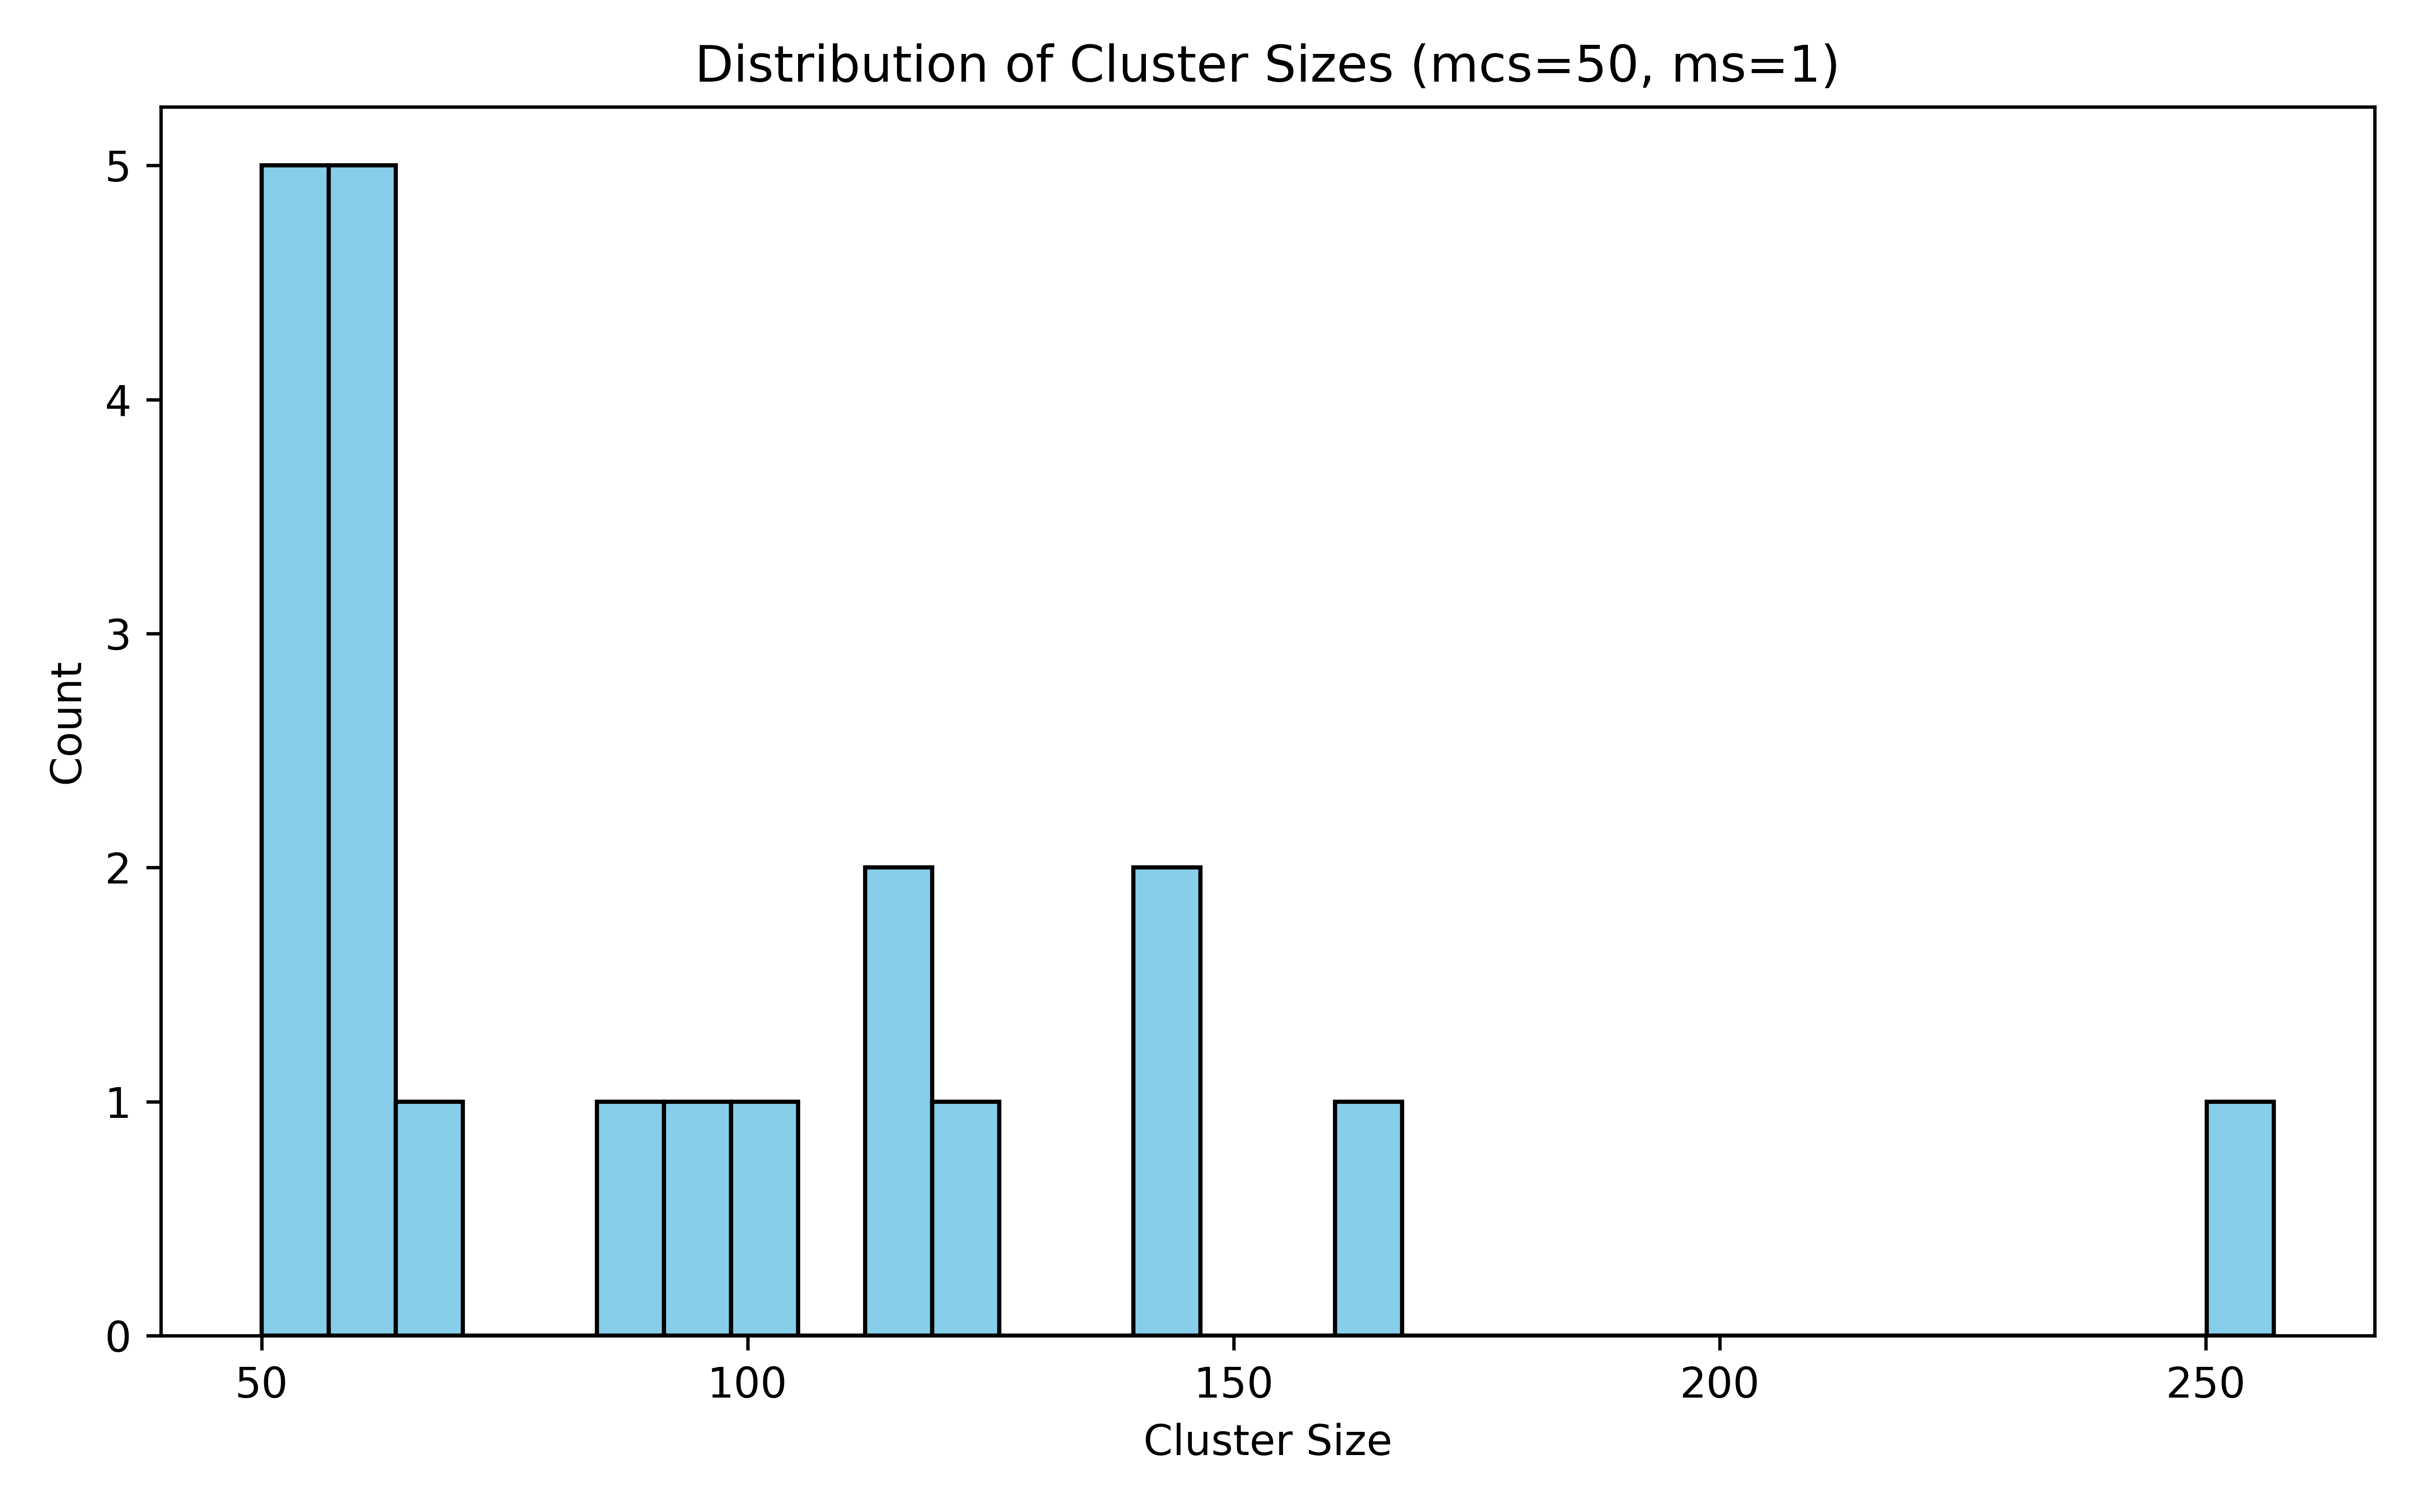 Distribution of Cluster Sizes (mcs=50, ms=1)
5
4
3
2
1
0
Count
50 100 150 200 250
Cluster Size